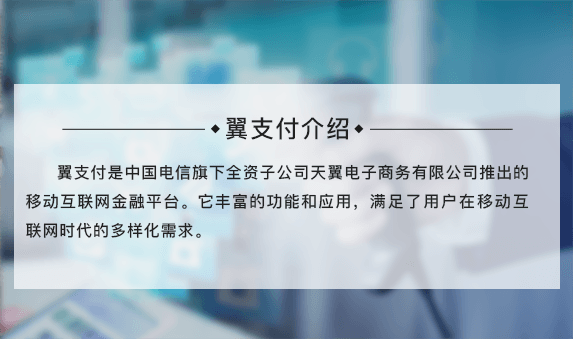 翼支付介绍
翼支付是中国电信旗下全资子公司天翼电子商务有限公司推出的
移动互联网金融平台。它丰富的功能和应用，满足了用户在移动互
联网时代的多样化需求。